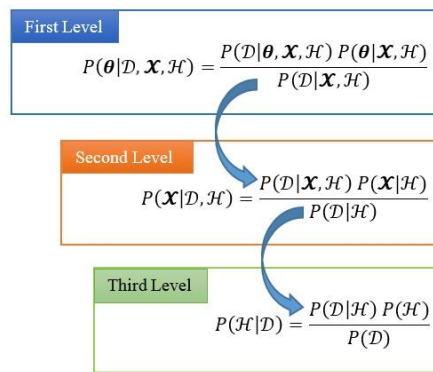 First Level
P(𝜽|𝒟, 𝓧, ℋ) = P(𝒟|𝜽, 𝓧, ℋ) P(𝜽|𝓧, ℋ) / P(𝒟|𝓧, ℋ)
Second Level
P(𝓧|𝒟, ℋ) = P(𝒟|𝓧, ℋ) P(𝓧|ℋ) / P(𝒟|ℋ)
Third Level
P(ℋ|𝒟) = P(𝒟|ℋ) P(ℋ) / P(𝒟)